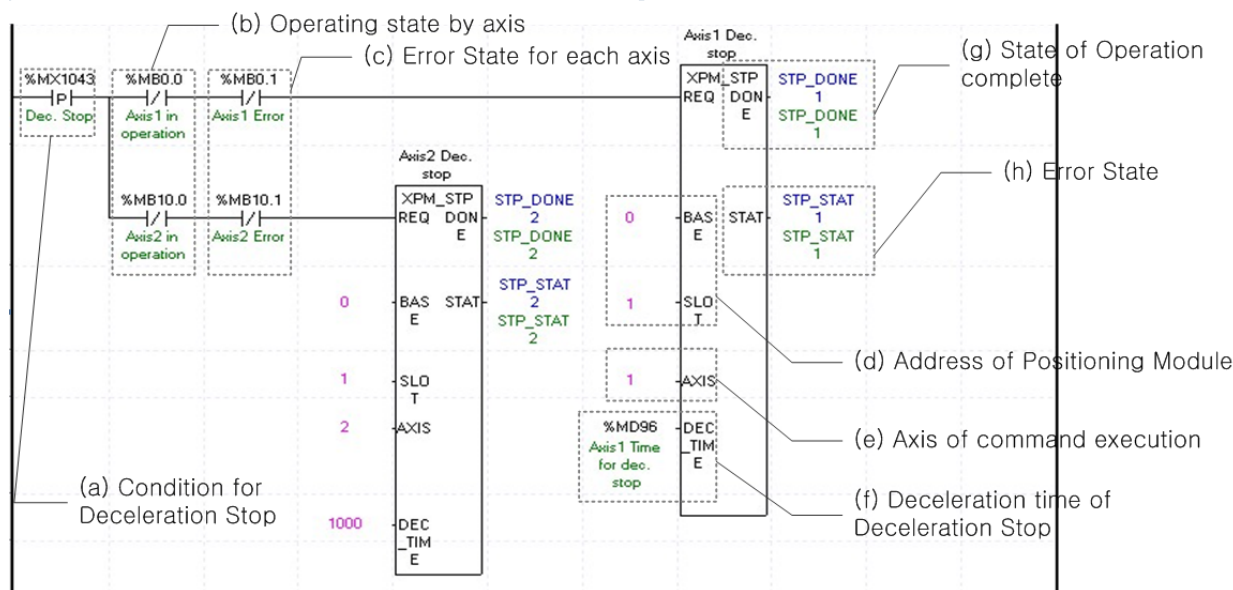 (b) Operating state by axis
(c) Error State for each axis
Axis1 Dec.
stop
(g) State of Operation
complete
%MX1043
P
Dec. Stop
%MB0.0
Axis1 in
operation
%MB0.1
Axis1 Error
XPM_STP
REQ DON
E
STP_DONE
1
STP_DONE
1
Axis2 Dec.
stop
(h) Error State
%MB10.0
Axis2 in
operation
%MB10.1
Axis2 Error
XPM_STP
REQ DON
E
STP_DONE
2
STP_DONE
2
0
BAS STAT
E
STP_STAT
1
STP_STAT
1
0
BAS STAT
E
STP_STAT
2
STP_STAT
2
1
SLO
T
(d) Address of Positioning Module
1
SLO
T
1
AXIS
2
AXIS
%MD96
Axis1 Time
for dec.
stop
DEC
_TIM
E
(e) Axis of command execution
(a) Condition for
Deceleration Stop
(f) Deceleration time of
Deceleration Stop
1000
DEC
_TIM
E